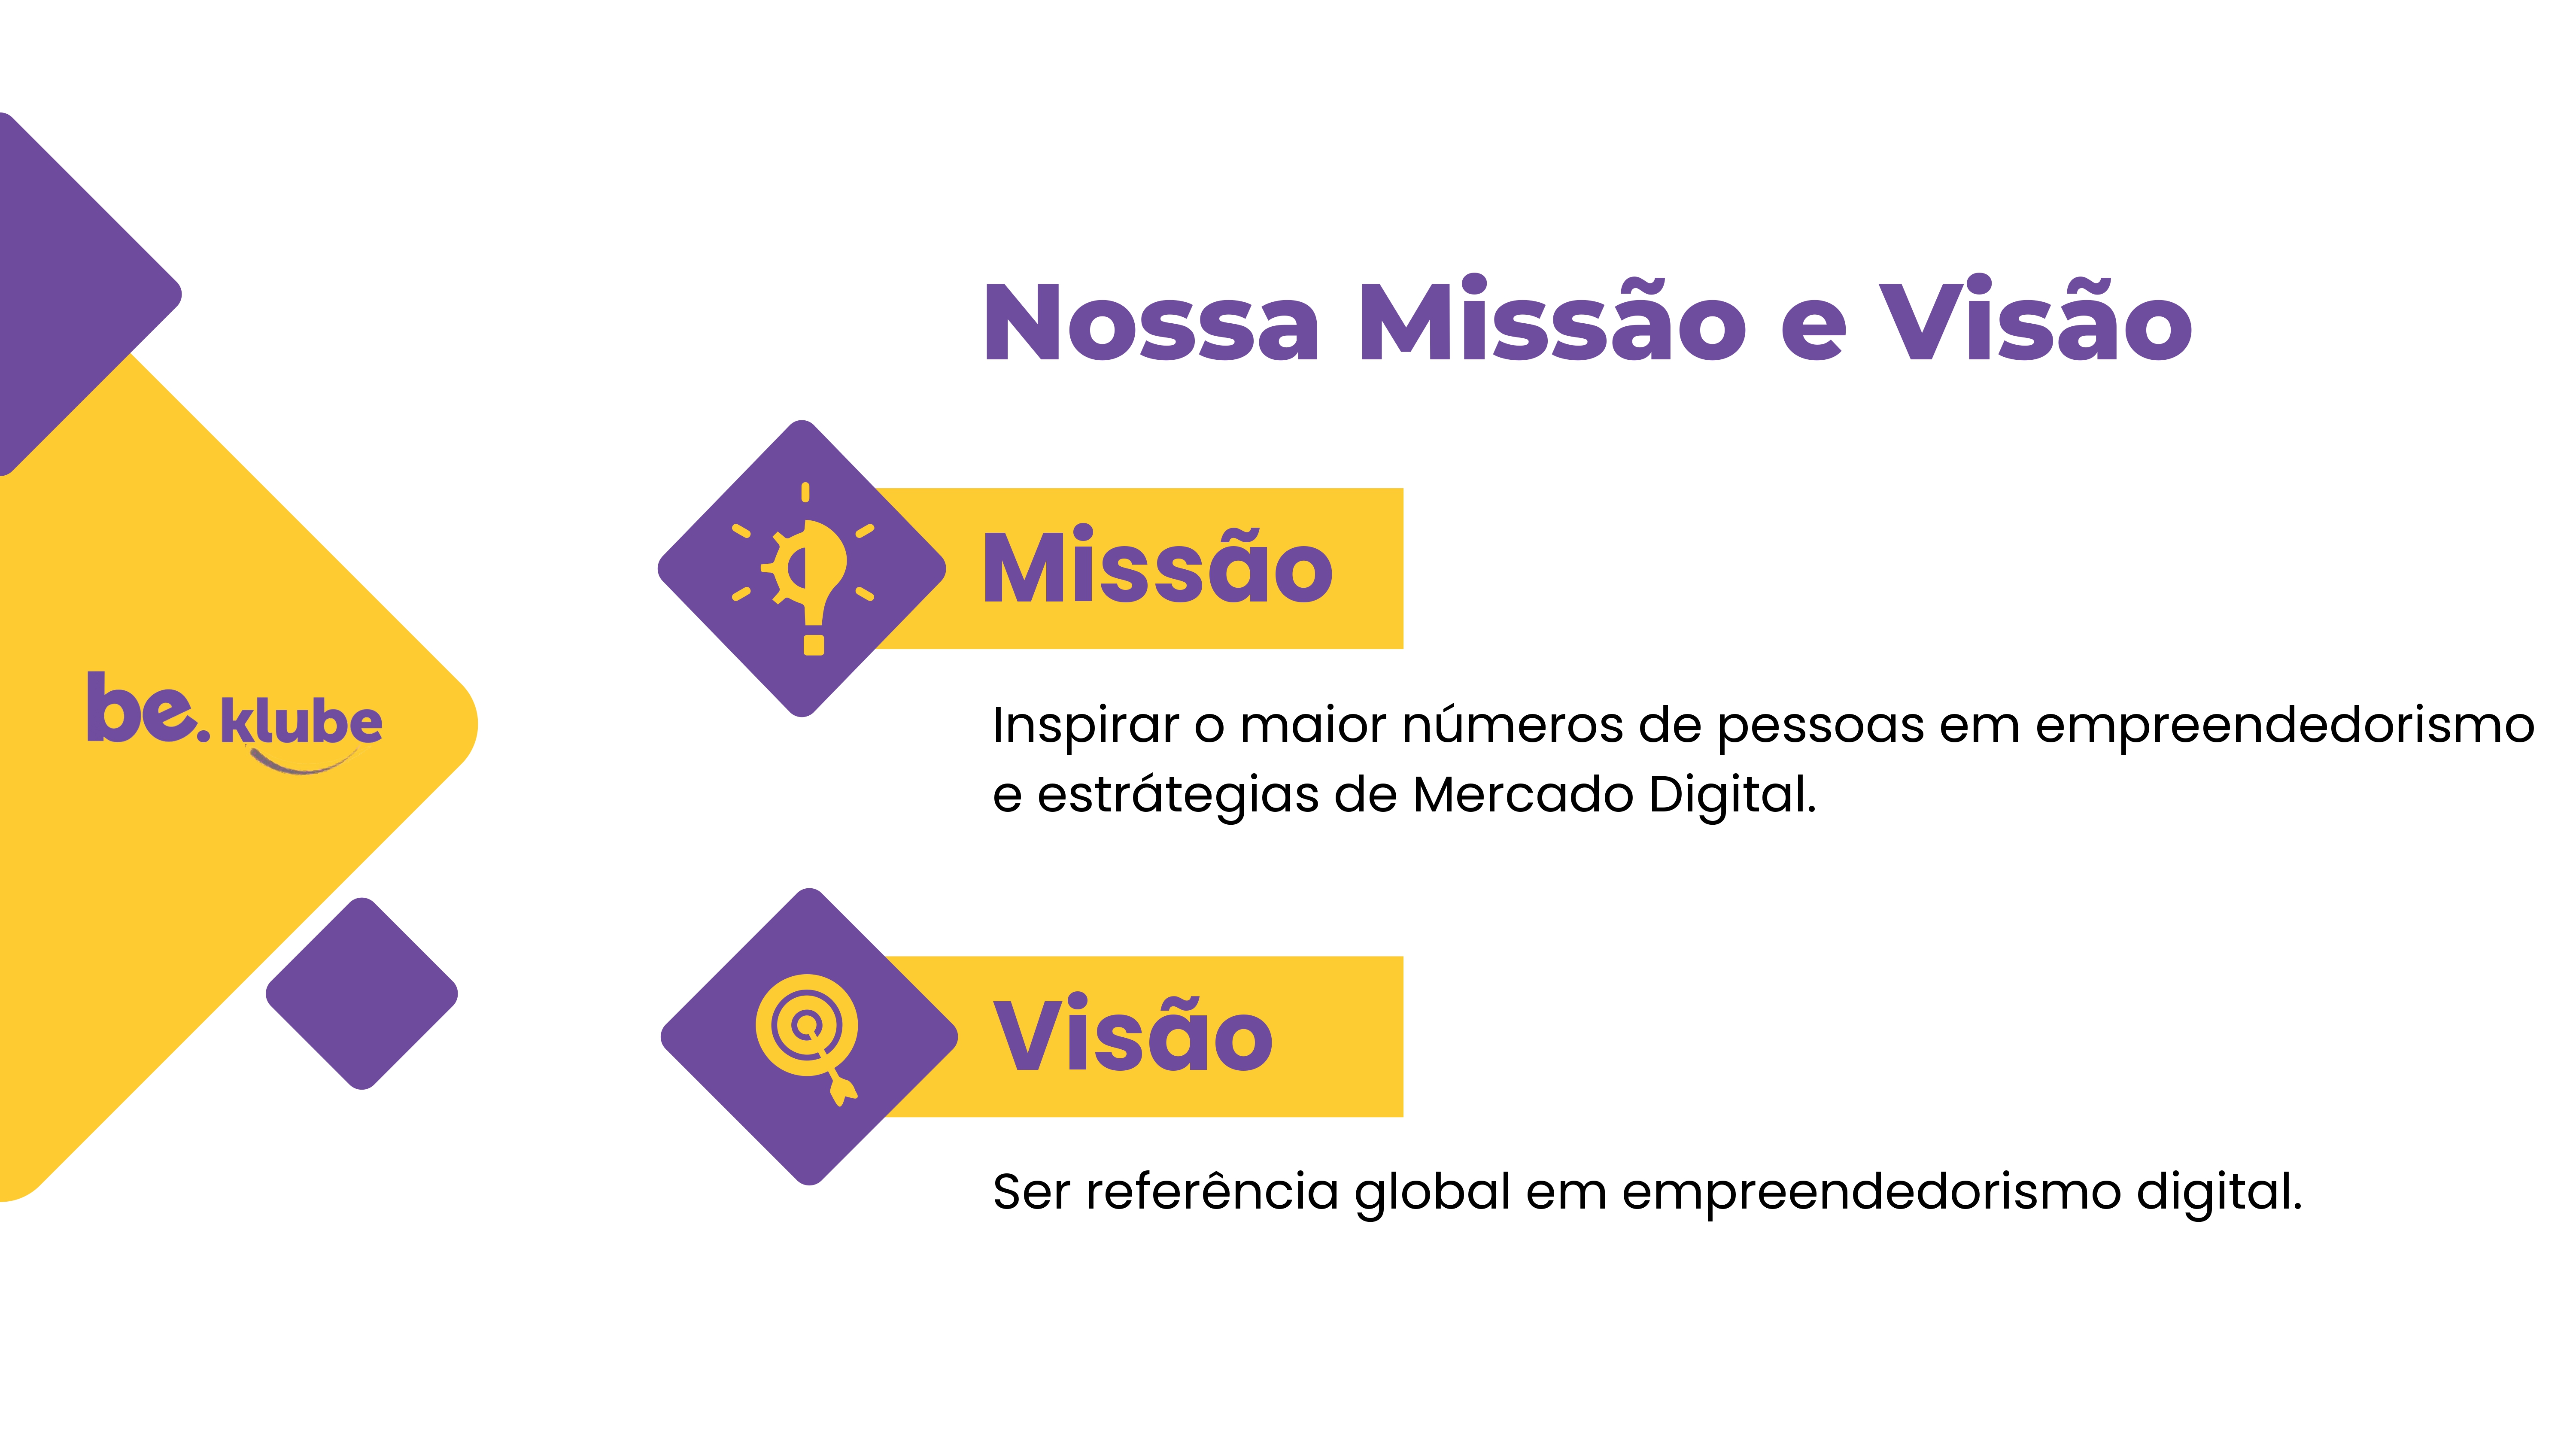 Nossa Missão e Visão
Missão
Inspirar o maior números de pessoas em empreendedorismo
e estrátegias de Mercado Digital.
be. klube
Visão
Ser referência global em empreendedorismo digital.